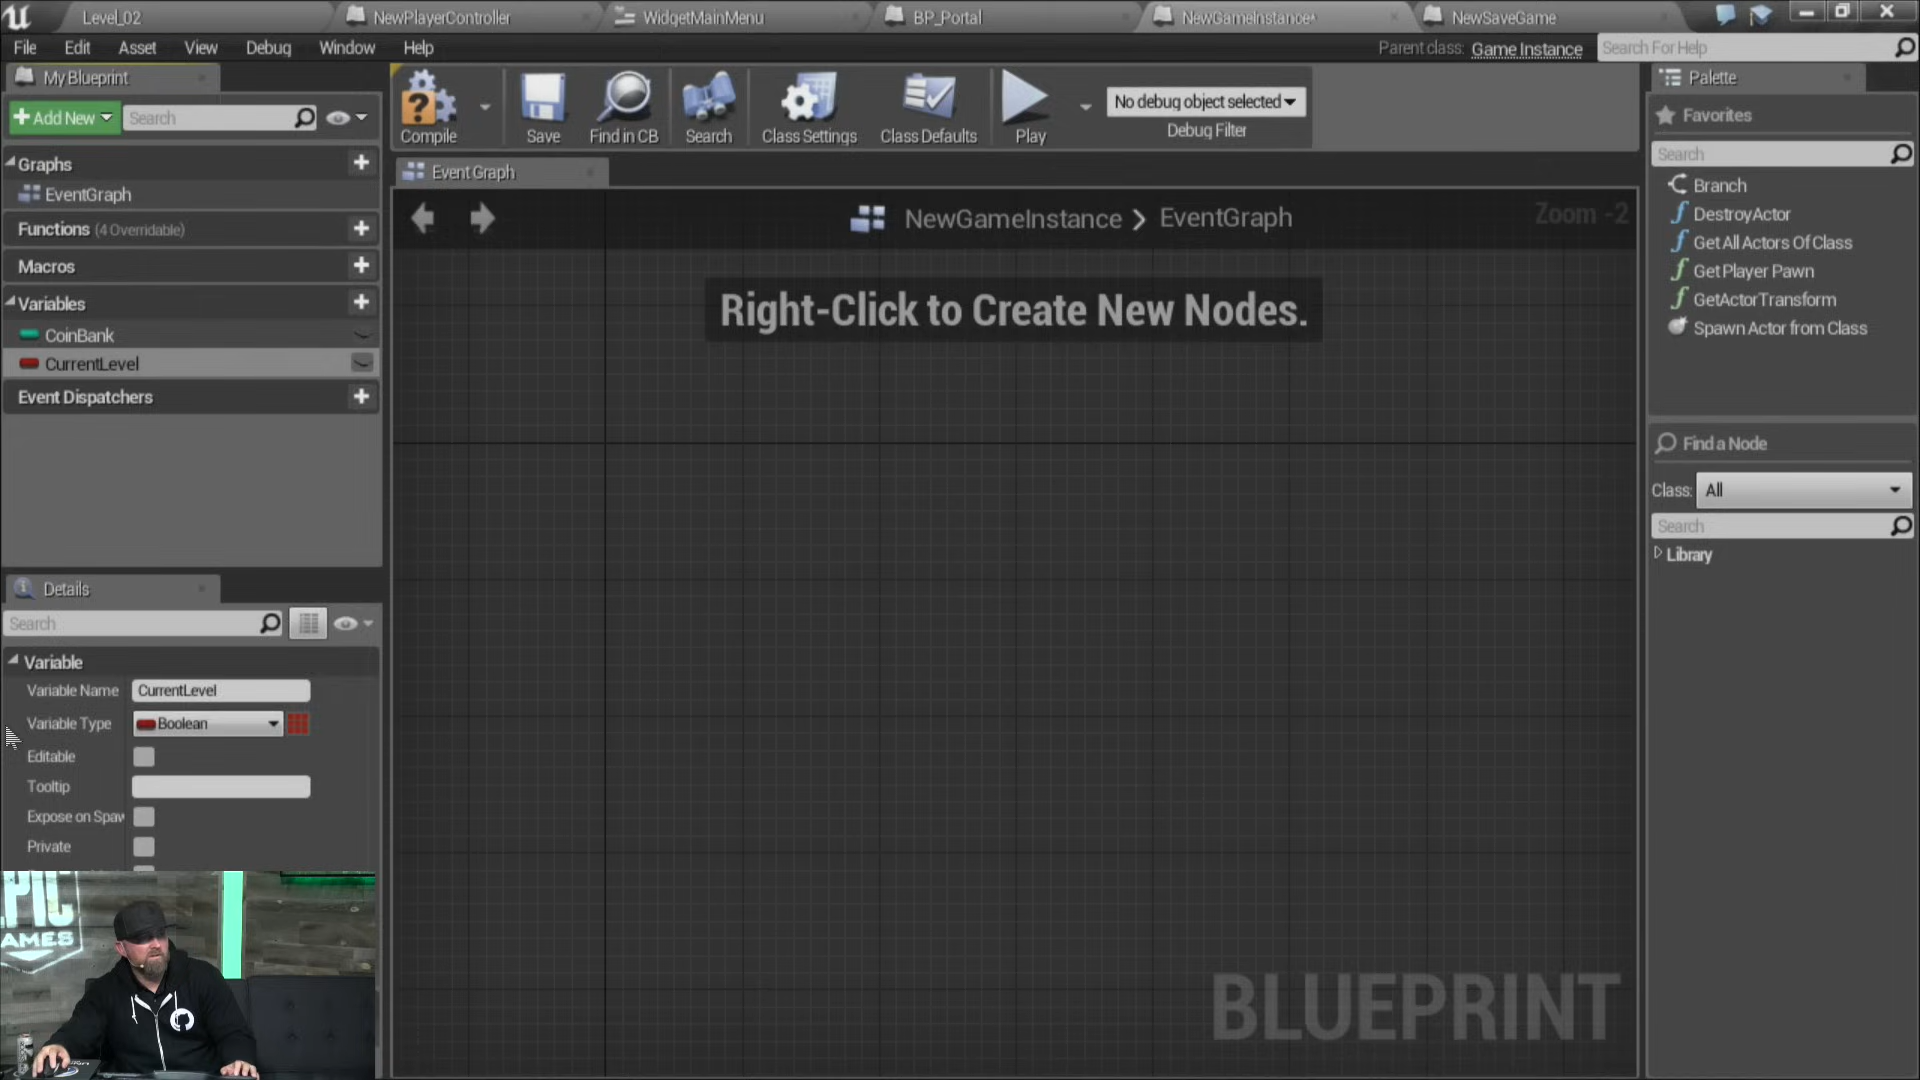 Level_02
NewPlayerController
WidgetMainMenu
BP_Portal
NewGameInstance*
NewSaveGame
File
Edit
Asset
View
Debug
Window
Help
Parent class: Game Instance
Search For Help
My Blueprint
Add New
Search
Compile
Save
Find in CB
Search
Class Settings
Class Defaults
Play
No debug object selected
Debug Filter
Palette
Favorites
Search
Branch
DestroyActor
Get All Actors Of Class
Get Player Pawn
GetActorTransform
Spawn Actor from Class
Graphs
EventGraph
Functions (4 Overridable)
Macros
Variables
CoinBank
CurrentLevel
Event Dispatchers
Event Graph
NewGameInstance > EventGraph
Zoom -2
Right-Click to Create New Nodes.
Find a Node
Class: All
Search
Library
Details
Search
Variable
Variable Name CurrentLevel
Variable Type Boolean
Editable
Tooltip
Expose on Spaw
Private
EPIC
GAMES
BLUEPRINT